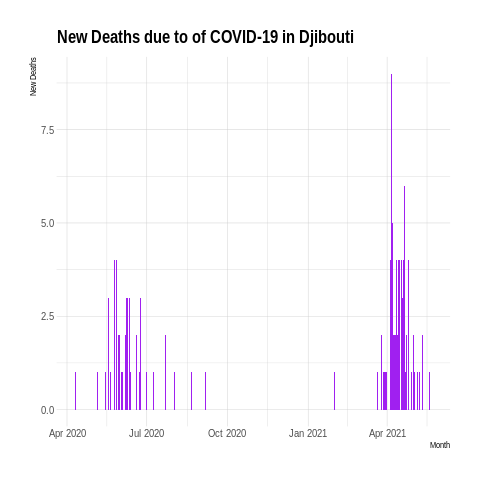 New Deaths due to of COVID-19 in Djibouti
New Deaths
7.5
5.0
2.5
0.0
Apr 2020 Jul 2020 Oct 2020 Jan 2021 Apr 2021
Month